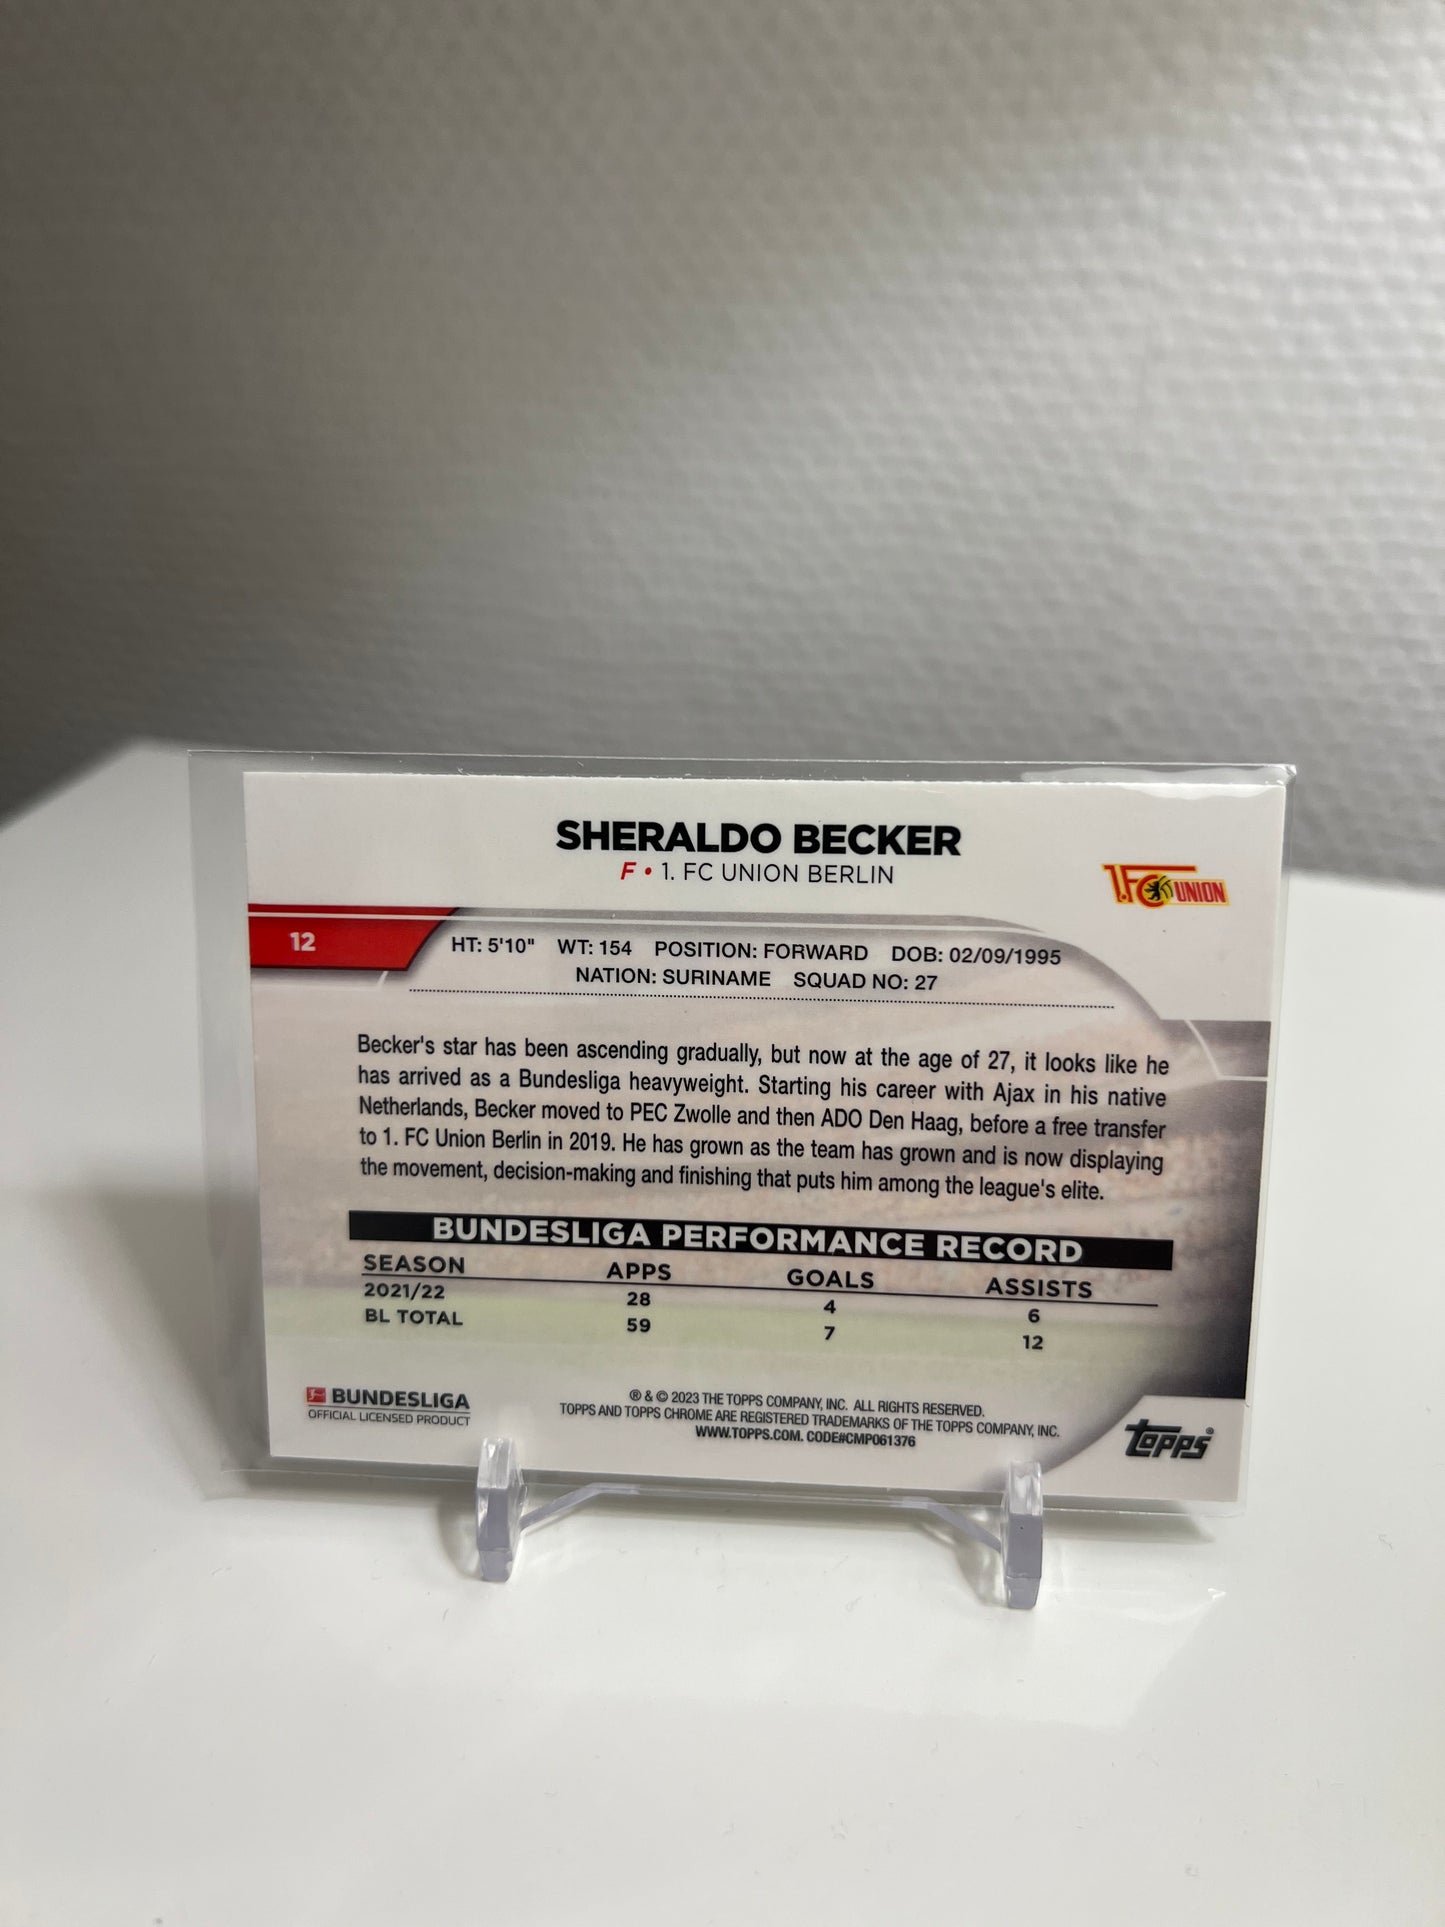 SHERALDO BECKER
F • 1. FC UNION BERLIN
1.FC UNION
12
HT: 5'10" WT: 154 POSITION: FORWARD DOB: 02/09/1995
NATION: SURINAME SQUAD NO: 27
Becker's star has been ascending gradually, but now at the age of 27, it looks like he
has arrived as a Bundesliga heavyweight. Starting his career with Ajax in his native
Netherlands, Becker moved to PEC Zwolle and then ADO Den Haag, before a free transfer
to 1. FC Union Berlin in 2019. He has grown as the team has grown and is now displaying
the movement, decision-making and finishing that puts him among the league's elite.
BUNDESLIGA PERFORMANCE RECORD
SEASON APPS GOALS ASSISTS
2021/22 28 4 6
BL TOTAL 59 7 12
BUNDESLIGA
OFFICIAL LICENSED PRODUCT
® & © 2023 THE TOPPS COMPANY, INC. ALL RIGHTS RESERVED.
TOPPS AND TOPPS CHROME ARE REGISTERED TRADEMARKS OF THE TOPPS COMPANY, INC.
WWW.TOPPS.COM. CODE#CMP061376
topps®